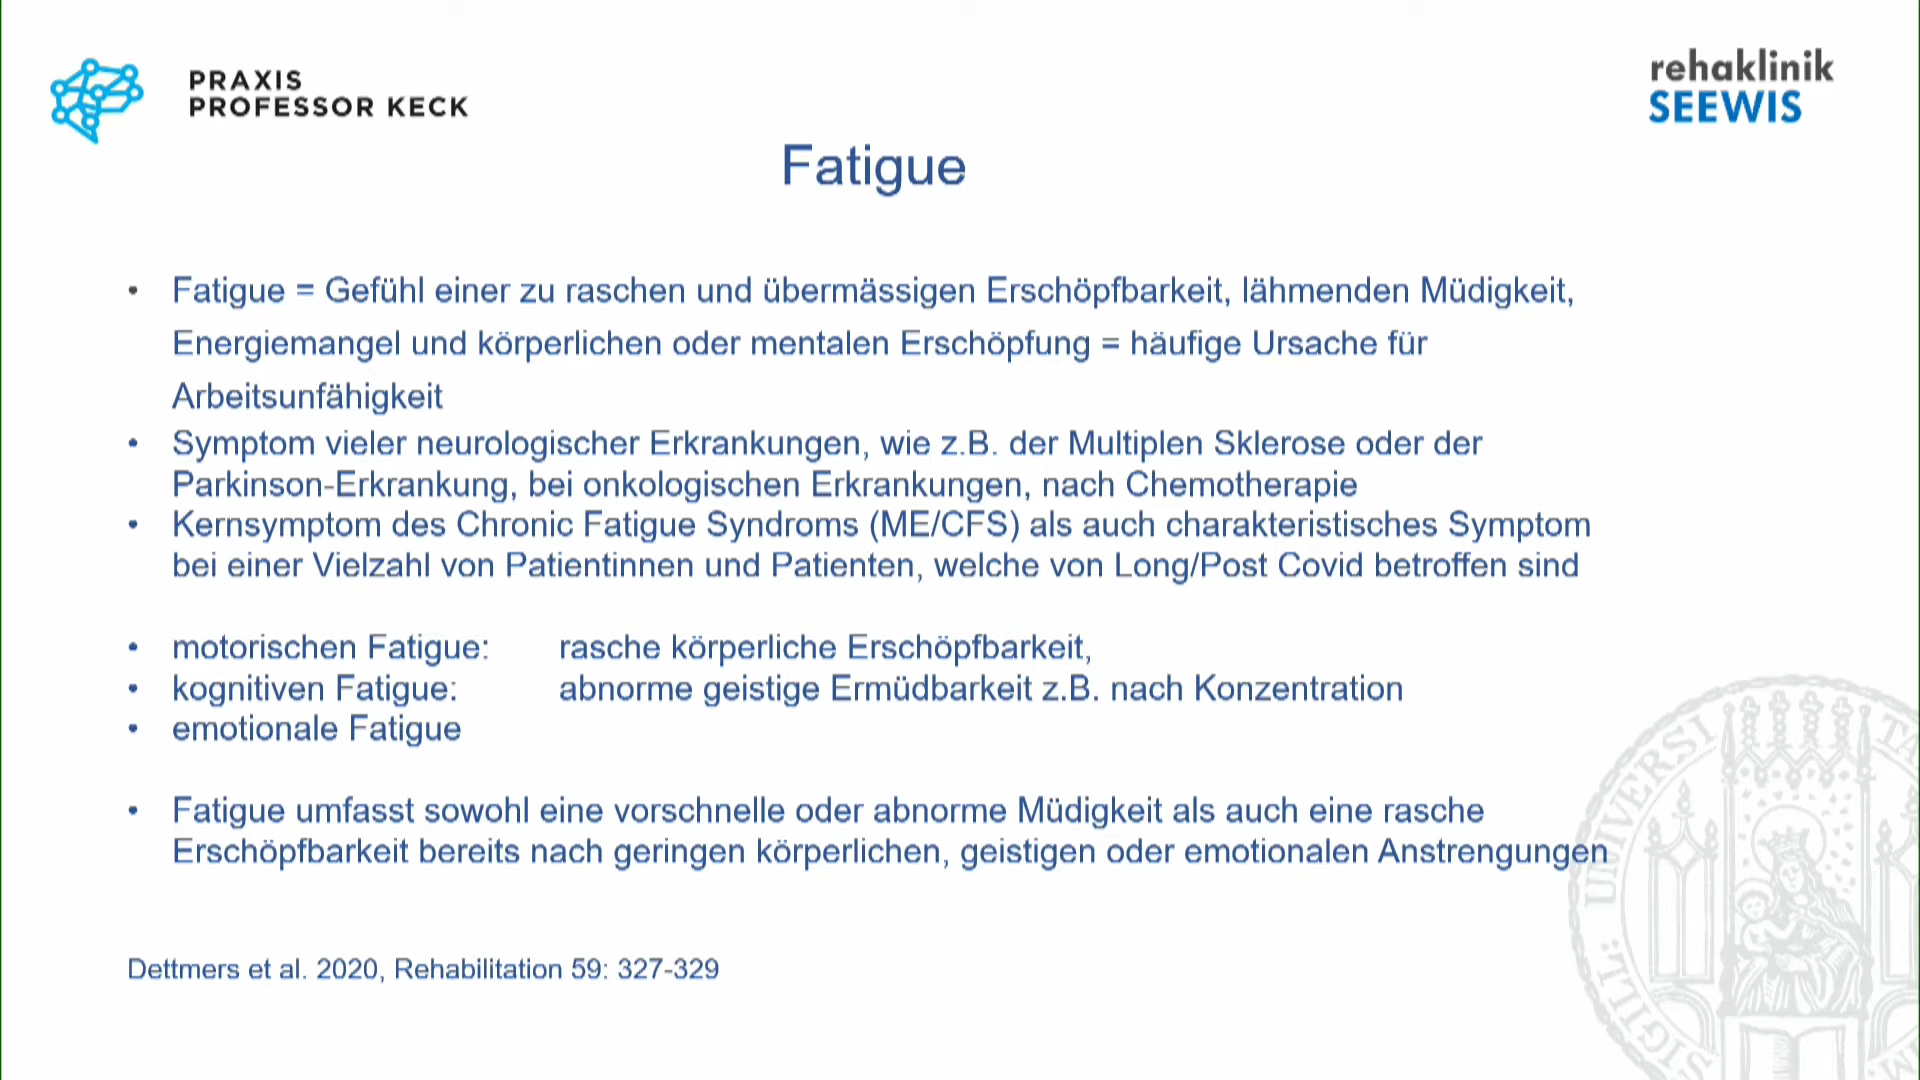 PRAXIS
PROFESSOR KECK
rehaklinik
SEEWIS
Fatigue
• Fatigue = Gefühl einer zu raschen und übermässigen Erschöpfbarkeit, lähmenden Müdigkeit,
Energiemangel und körperlichen oder mentalen Erschöpfung = häufige Ursache für
Arbeitsunfähigkeit
• Symptom vieler neurologischer Erkrankungen, wie z.B. der Multiplen Sklerose oder der
Parkinson-Erkrankung, bei onkologischen Erkrankungen, nach Chemotherapie
• Kernsymptom des Chronic Fatigue Syndroms (ME/CFS) als auch charakteristisches Symptom
bei einer Vielzahl von Patientinnen und Patienten, welche von Long/Post Covid betroffen sind
• motorischen Fatigue: rasche körperliche Erschöpfbarkeit,
• kognitiven Fatigue: abnorme geistige Ermüdbarkeit z.B. nach Konzentration
• emotionale Fatigue
• Fatigue umfasst sowohl eine vorschnelle oder abnorme Müdigkeit als auch eine rasche
Erschöpfbarkeit bereits nach geringen körperlichen, geistigen oder emotionalen Anstrengungen
Dettmers et al. 2020, Rehabilitation 59: 327-329